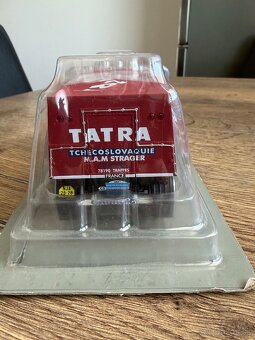 TATRA
TCHECOSLOVAQUIE
M.A.M STRAGER
78190 TRAPPES
FRANCE